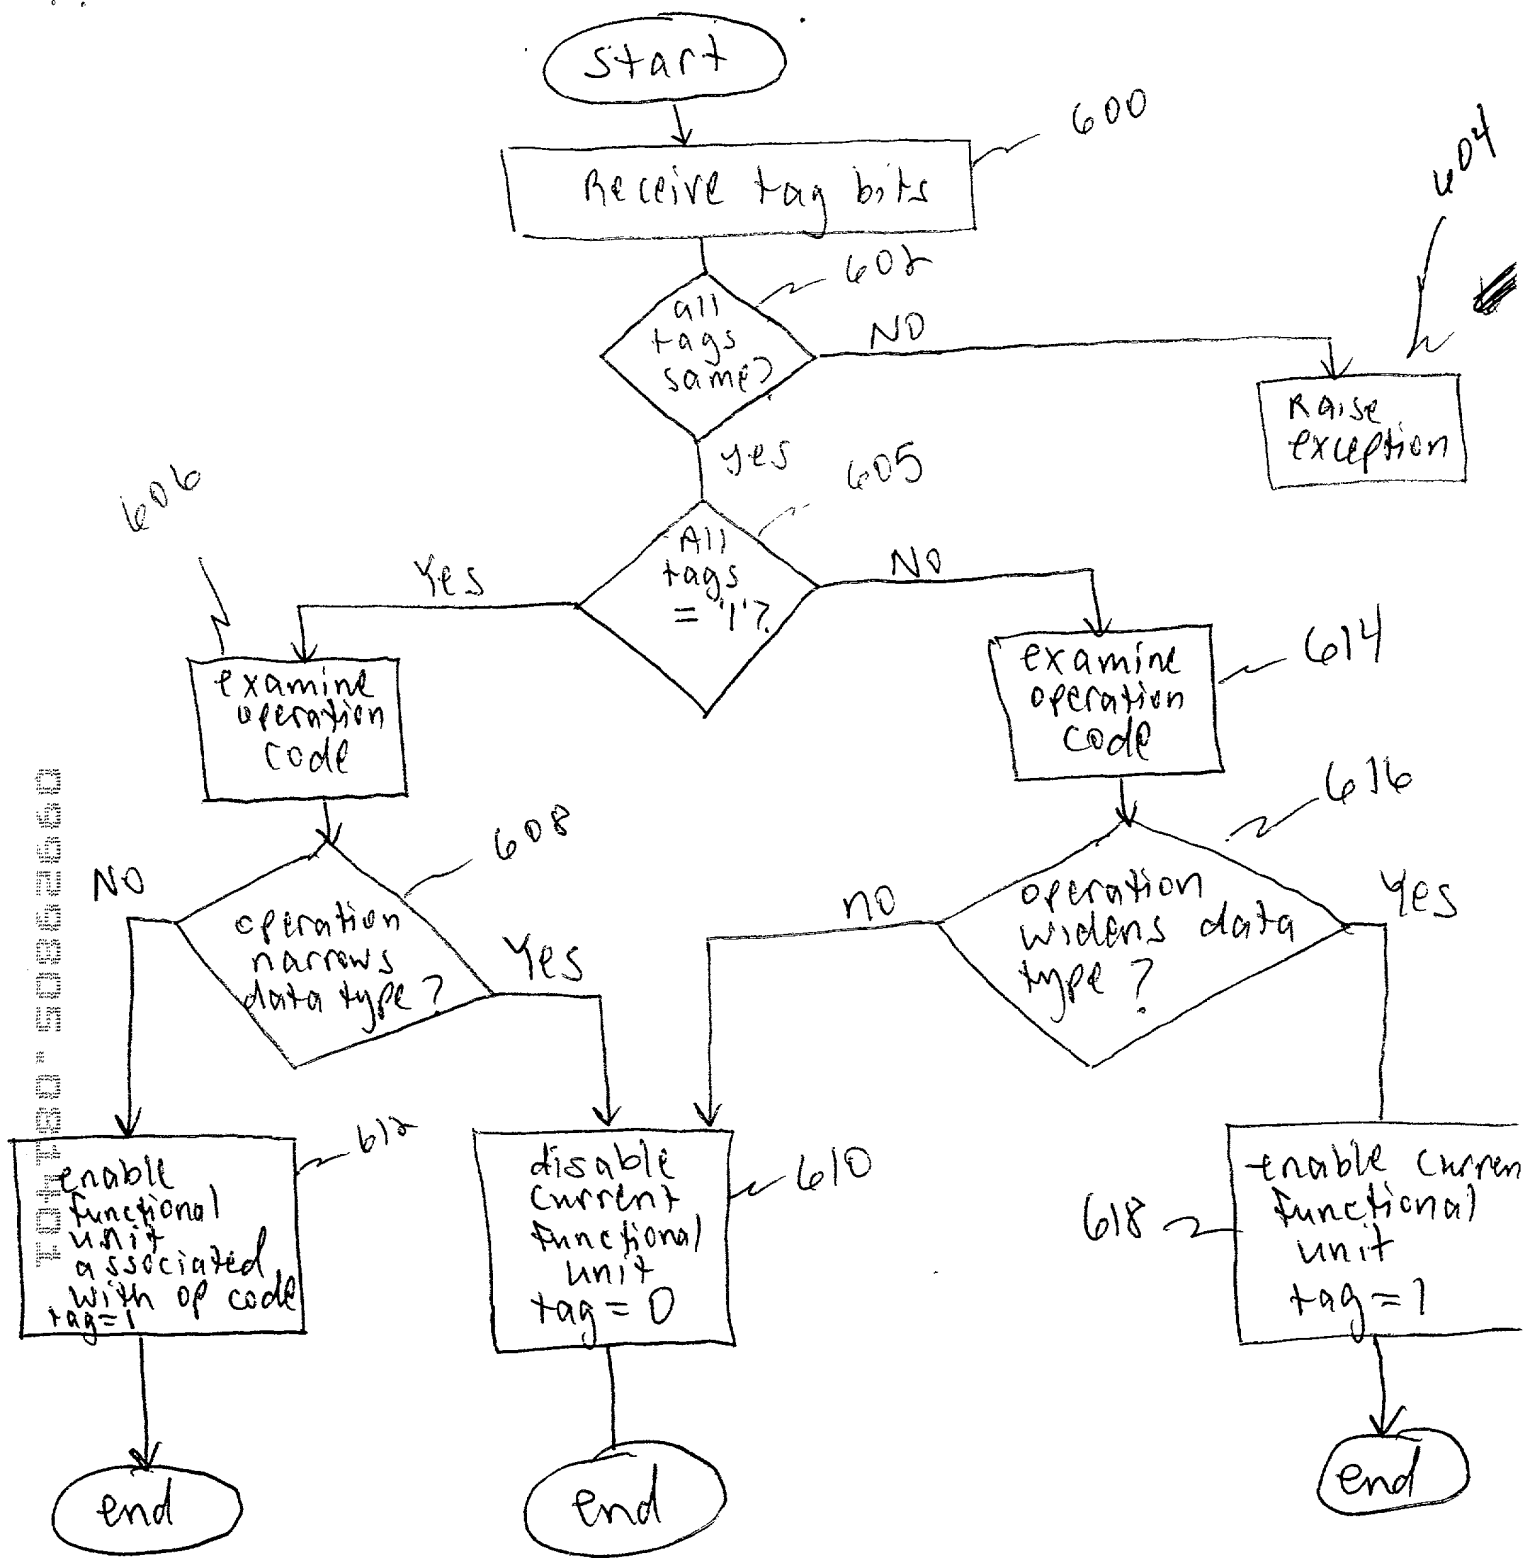 Start
600
Receive tag bits
604
602
all
tags
same?
NO
Raise
exception
yes
605
606
All
tags
= '1'?
Yes
NO
examine
operation
code
examine
operation
code
614
616
608
NO
operation
narrows
data type?
Yes
no
operation
widens data
type?
Yes
612
enable
functional
unit
associated
with op code
tag=1
disable
current
functional
unit
tag=0
610
618
enable curren
functional
unit
tag=1
end
end
end